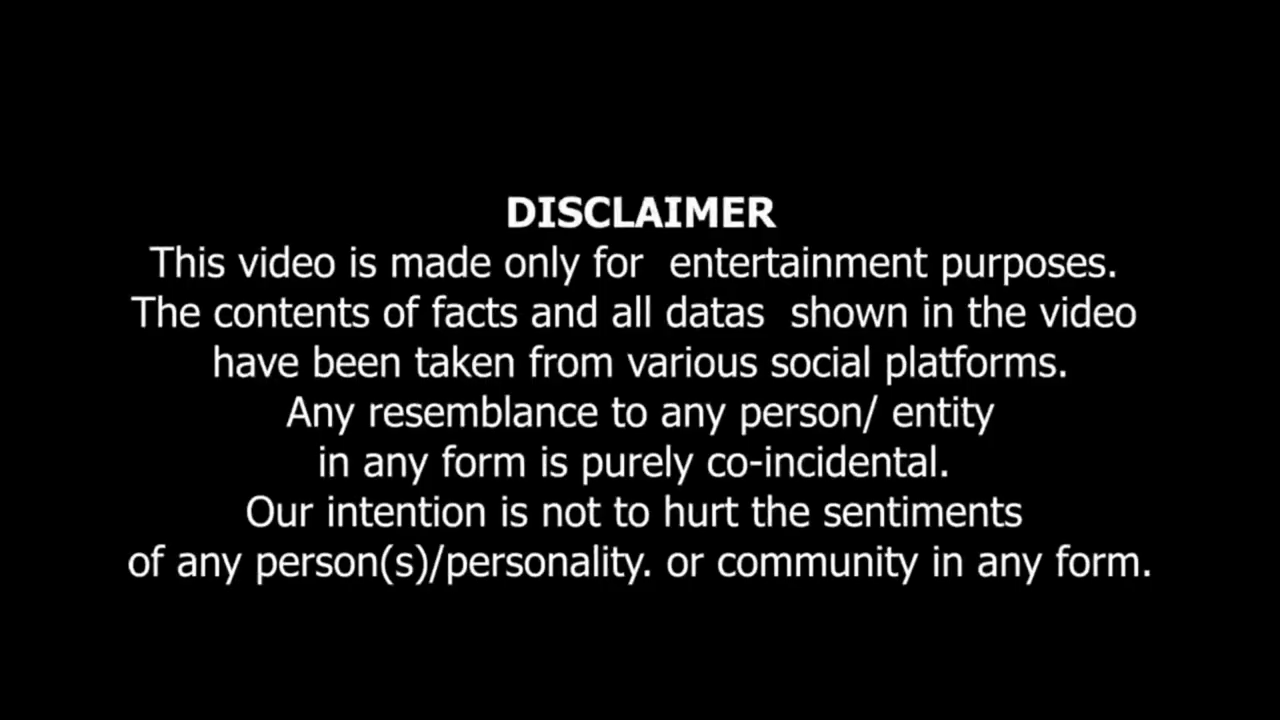 DISCLAIMER
This video is made only for  entertainment purposes.
The contents of facts and all datas  shown in the video
have been taken from various social platforms.
Any resemblance to any person/ entity
in any form is purely co-incidental.
Our intention is not to hurt the sentiments
of any person(s)/personality. or community in any form.